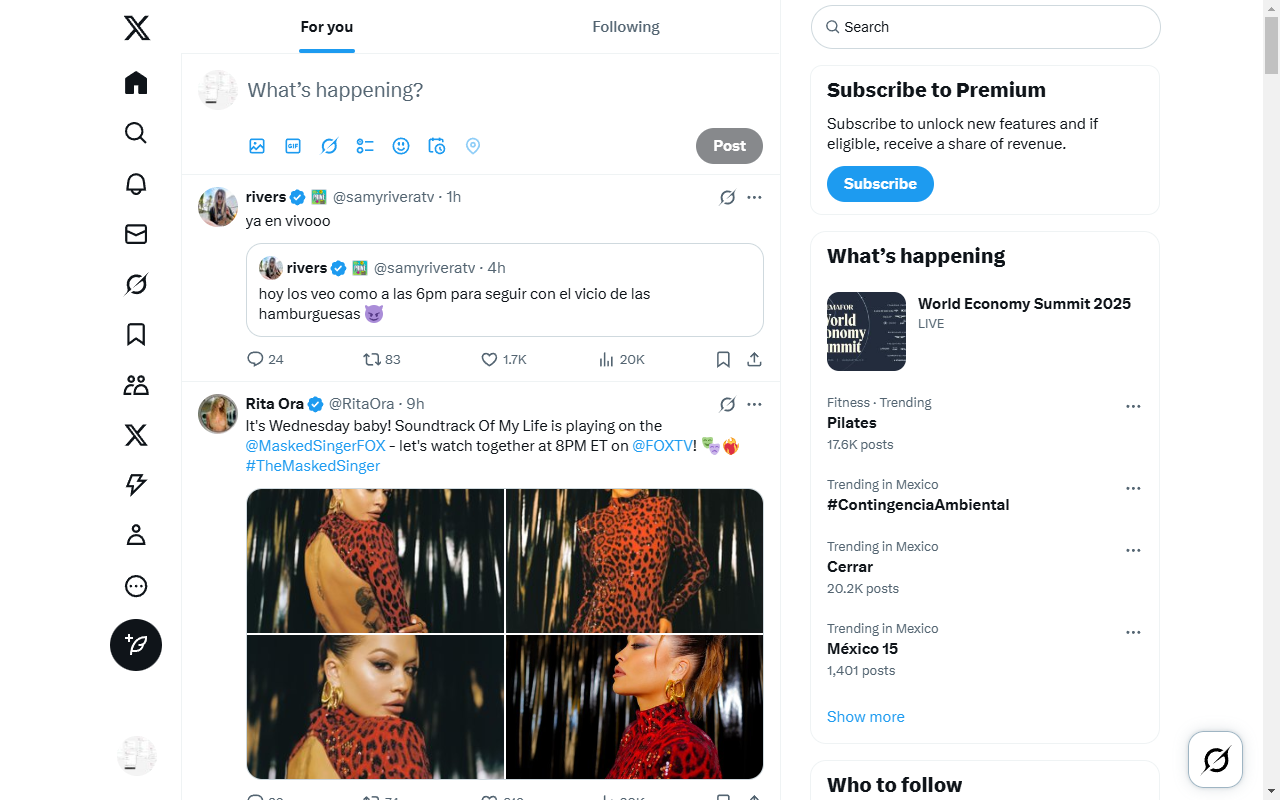 For you
Following
What's happening?
GIF
Post
rivers @samyriveratv · 1h
ya en vivooo
rivers @samyriveratv · 4h
hoy los veo como a las 6pm para seguir con el vicio de las
hamburguesas 😈
24 83 1.7K 20K
Rita Ora @RitaOra · 9h
It's Wednesday baby! Soundtrack Of My Life is playing on the
@MaskedSingerFOX - let's watch together at 8PM ET on @FOXTV! 🎭❤️‍🔥
#TheMaskedSinger
Search
Subscribe to Premium
Subscribe to unlock new features and if
eligible, receive a share of revenue.
Subscribe
What's happening
World Economy Summit 2025
LIVE
Fitness · Trending
Pilates
17.6K posts
Trending in Mexico
#ContingenciaAmbiental
Trending in Mexico
Cerrar
20.2K posts
Trending in Mexico
México 15
1,401 posts
Show more
Who to follow